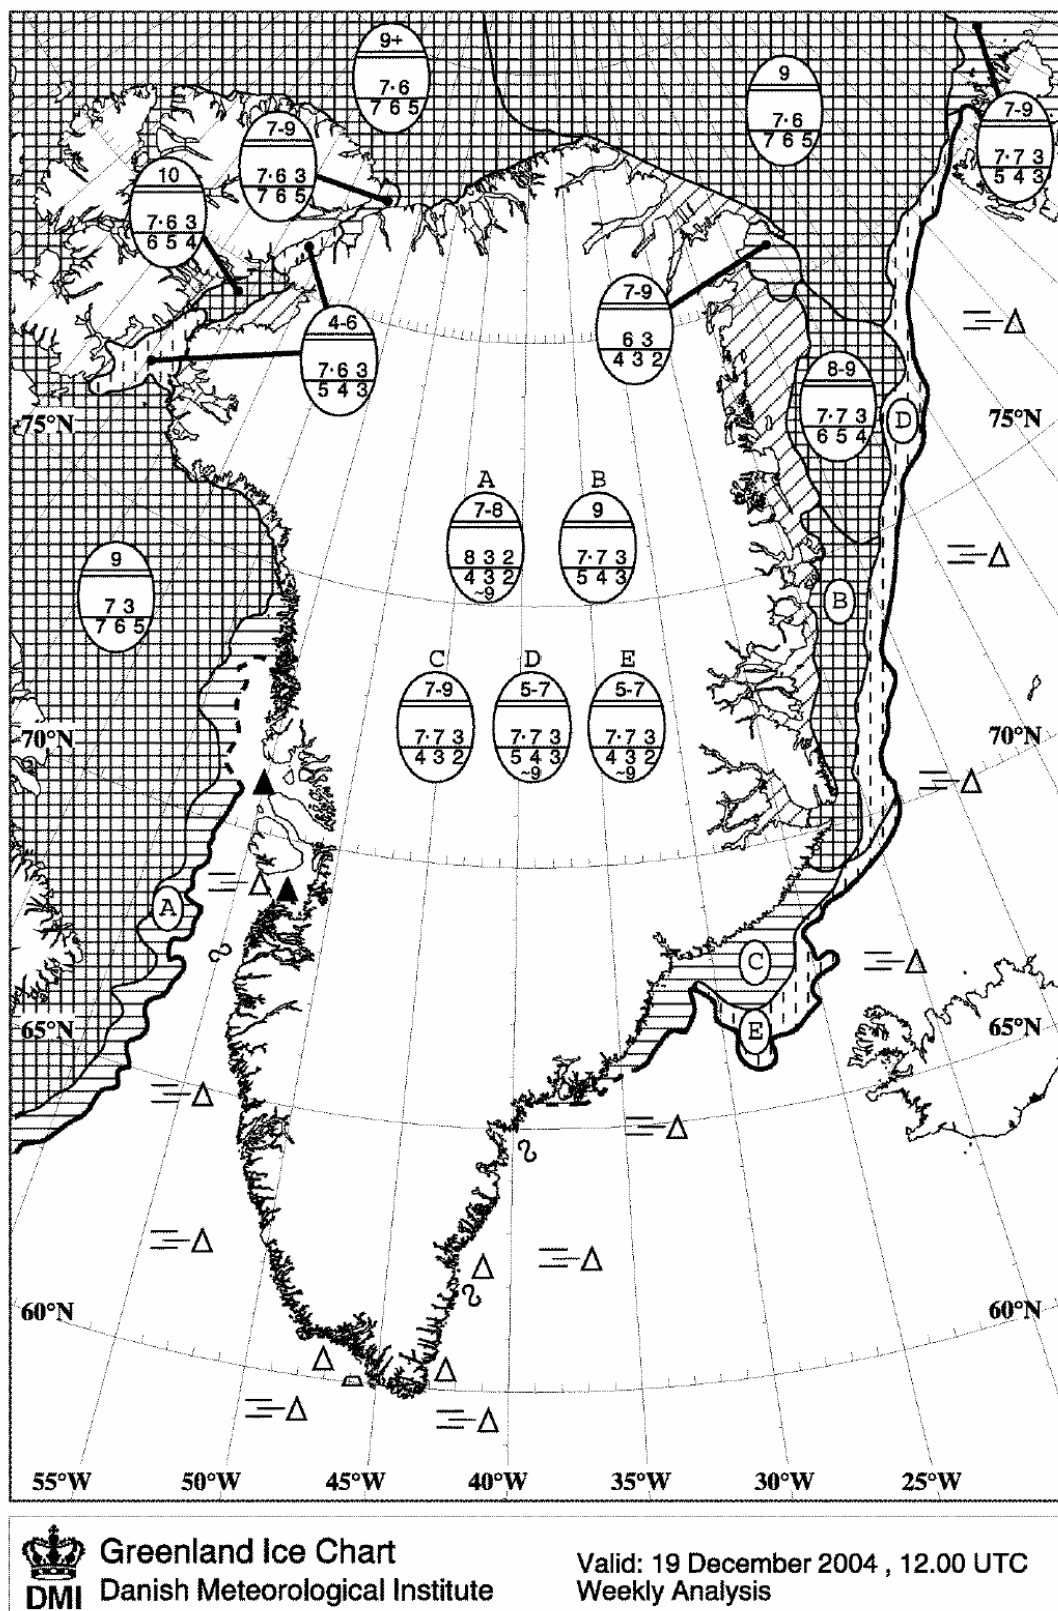 9+
7·6
7 6 5
9
7·6
7 6 5
7-9
7·7 3
5 4 3
7-9
7·6 3
7 6 5
10
7·6 3
6 5 4
4-6
7·6 3
5 4 3
7-9
6 3
4 3 2
8-9
7·7 3
6 5 4
D
75°N
75°N
A
7-8
8 3 2
4 3 2
~9
B
9
7·7 3
5 4 3
9
7 3
7 6 5
B
C
7-9
7·7 3
4 3 2
D
5-7
7·7 3
5 4 3
~9
E
5-7
7·7 3
4 3 2
~9
70°N
70°N
A
C
65°N
E
65°N
60°N
60°N
55°W 50°W 45°W 40°W 35°W 30°W 25°W
DMI
Greenland Ice Chart
Danish Meteorological Institute
Valid: 19 December 2004 , 12.00 UTC
Weekly Analysis